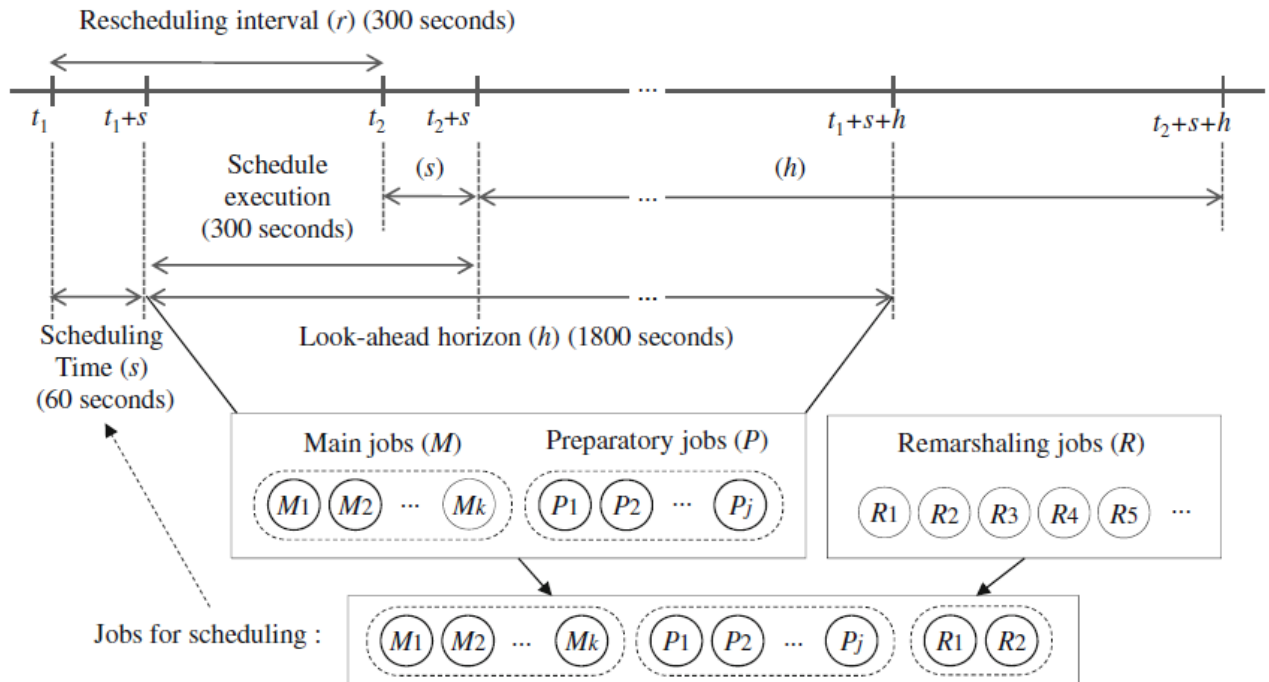 Rescheduling interval (r) (300 seconds)
...
t1 t1+s t2 t2+s t1+s+h t2+s+h
Schedule
execution
(300 seconds)
(s) (h)
...
...
Scheduling
Time (s)
(60 seconds)
Look-ahead horizon (h) (1800 seconds)
Main jobs (M) Preparatory jobs (P) Remarshaling jobs (R)
M1 M2 ... Mk P1 P2 ... Pj R1 R2 R3 R4 R5 ...
Jobs for scheduling : M1 M2 ... Mk P1 P2 ... Pj R1 R2